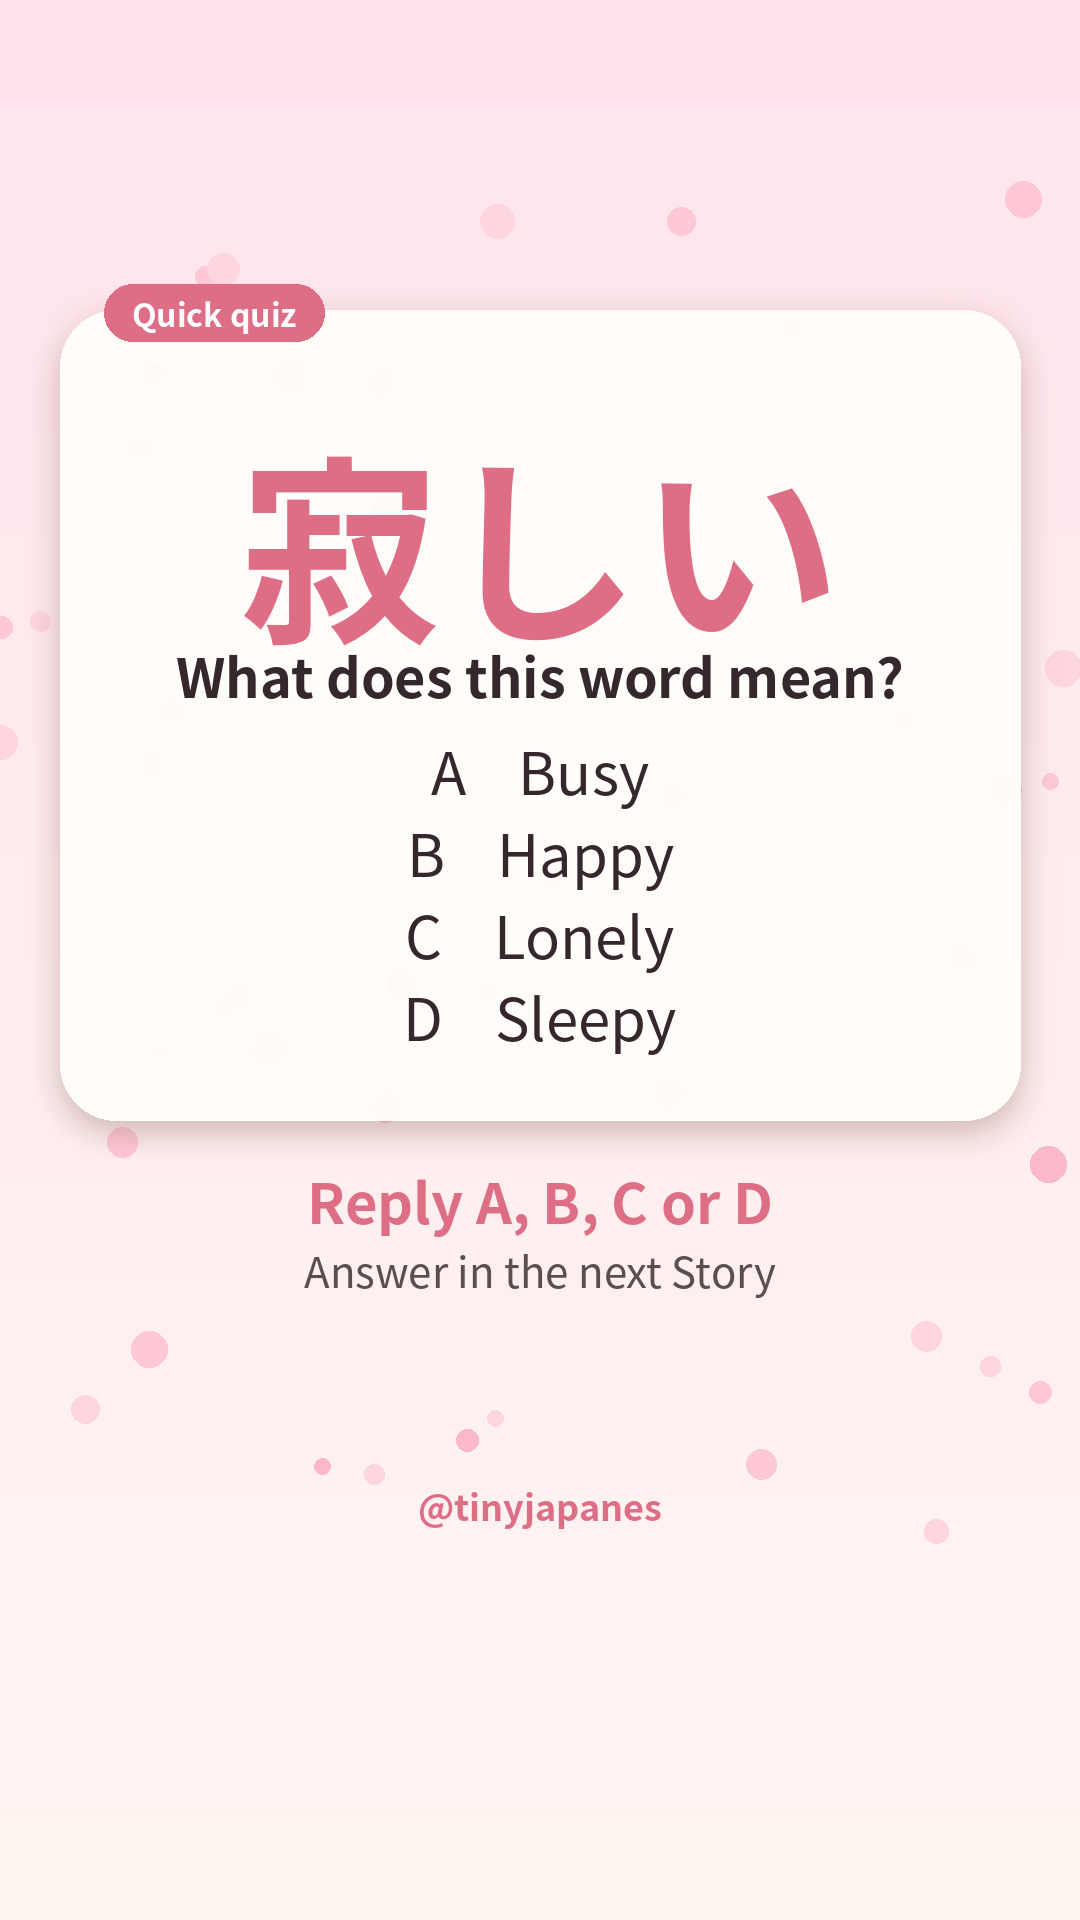 Quick quiz
寂しい
What does this word mean?
A Busy
B Happy
C Lonely
D Sleepy
Reply A, B, C or D
Answer in the next Story
@tinyjapanes